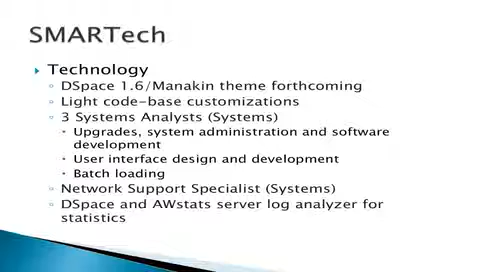 SMARTech
Technology
DSpace 1.6/Manakin theme forthcoming
Light code-base customizations
3 Systems Analysts (Systems)
Upgrades, system administration and software
development
User interface design and development
Batch loading
Network Support Specialist (Systems)
DSpace and AWstats server log analyzer for
statistics